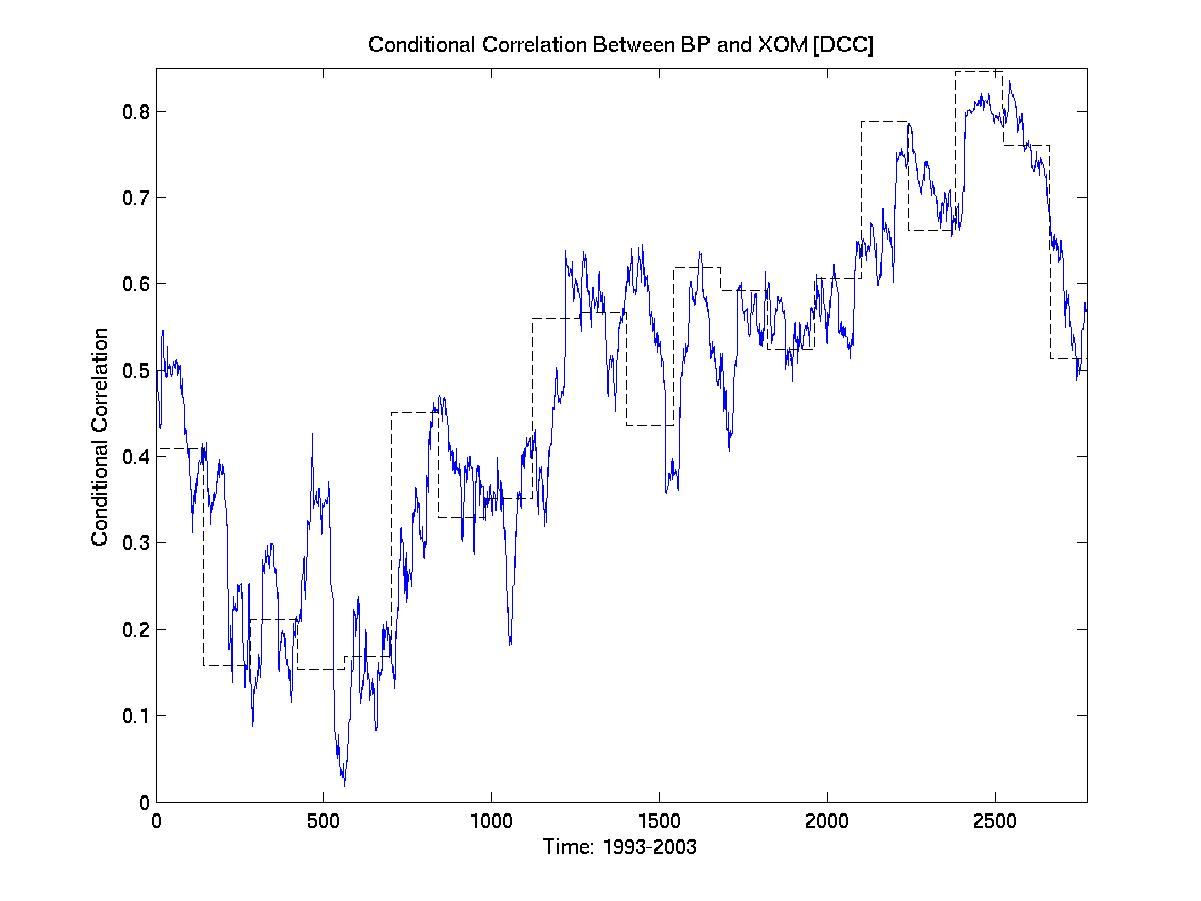 Conditional Correlation Between BP and XOM [DCC]
0.8
0.7
0.6
0.5
0.4
0.3
0.2
0.1
0
Conditional Correlation
0 500 1000 1500 2000 2500
Time: 1993-2003